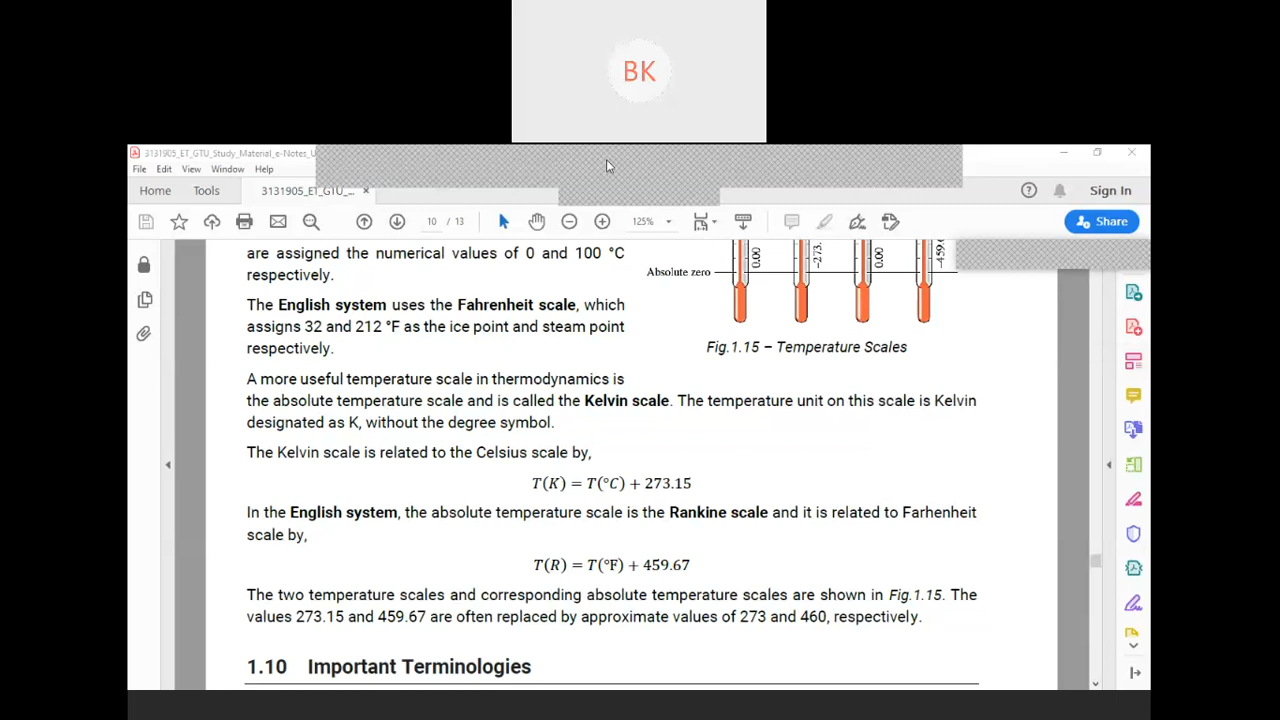 BK
3131905_ET_GTU_Study_Material_e-Notes_U
File Edit View Window Help
Home Tools 3131905_ET_GTU_... × Sign In
10 / 13 125% Share
are assigned the numerical values of 0 and 100 °C
respectively.
The English system uses the Fahrenheit scale, which
assigns 32 and 212 °F as the ice point and steam point
respectively.
0.00 -273. 0.00
Absolute zero
Fig.1.15 – Temperature Scales
A more useful temperature scale in thermodynamics is
the absolute temperature scale and is called the Kelvin scale. The temperature unit on this scale is Kelvin
designated as K, without the degree symbol.
The Kelvin scale is related to the Celsius scale by,
T(K) = T(°C) + 273.15
In the English system, the absolute temperature scale is the Rankine scale and it is related to Farhenheit
scale by,
T(R) = T(°F) + 459.67
The two temperature scales and corresponding absolute temperature scales are shown in Fig.1.15. The
values 273.15 and 459.67 are often replaced by approximate values of 273 and 460, respectively.
1.10 Important Terminologies